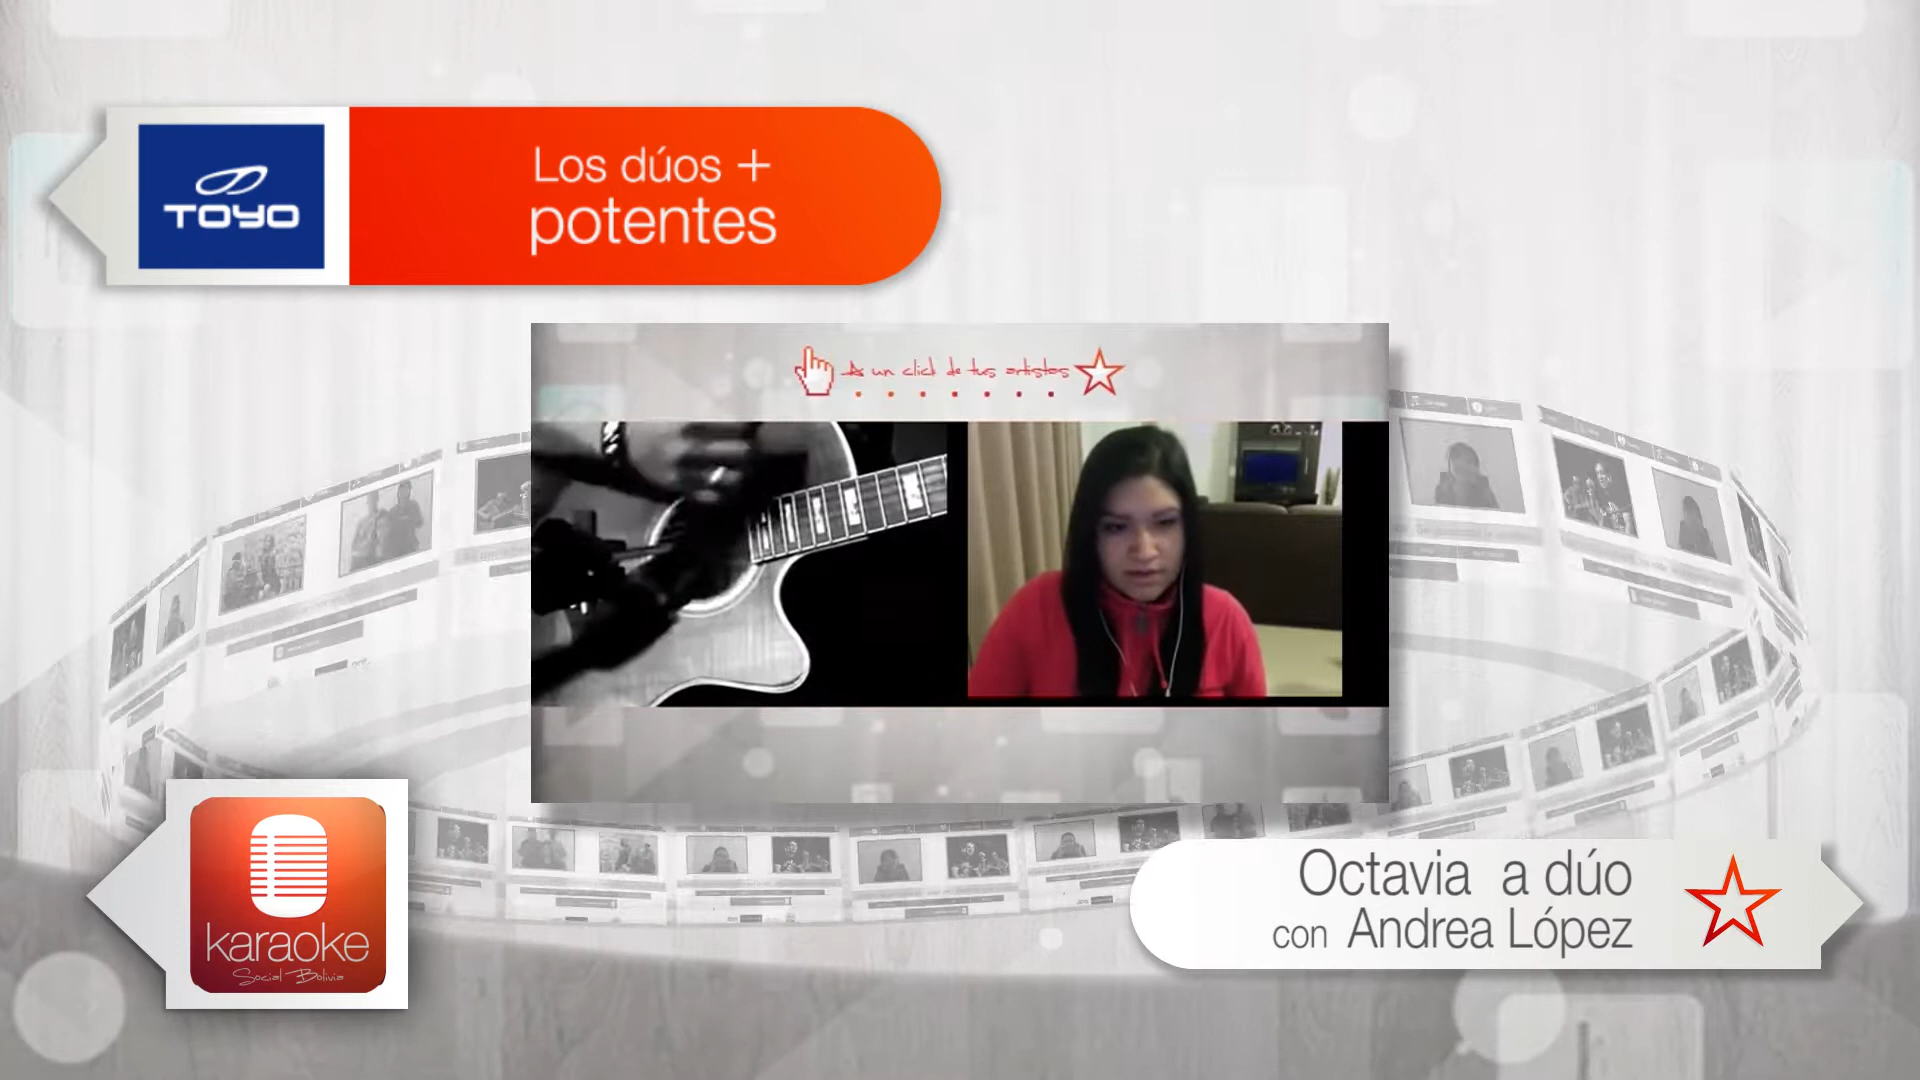 TOYO
Los dúos +
potentes
A un click de tus artistas
karaoke
Social Bolivia
Octavia a dúo
con Andrea López